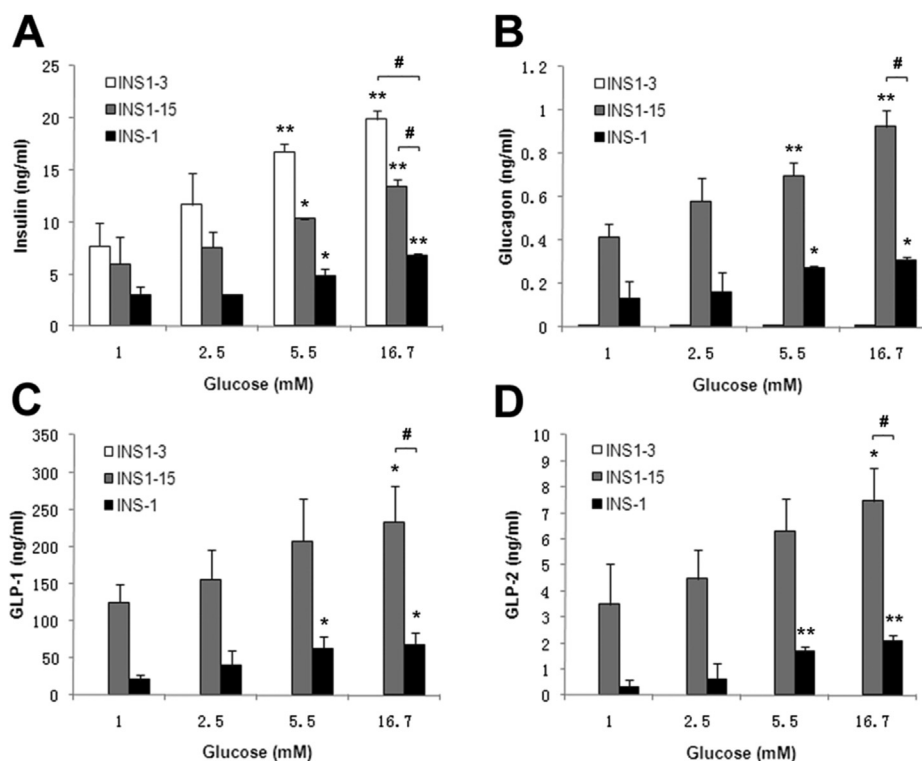 A
25
20
15
10
5
0
Insulin (ng/ml)
INS1-3
INS1-15
INS-1
** * * ** ** ** # #
1 2.5 5.5 16.7
Glucose (mM)
B
1.2
1
0.8
0.6
0.4
0.2
0
Glucagon (ng/ml)
INS1-3
INS1-15
INS-1
** * ** * #
1 2.5 5.5 16.7
Glucose (mM)
C
350
300
250
200
150
100
50
0
GLP-1 (ng/ml)
INS1-3
INS1-15
INS-1
* * * #
1 2.5 5.5 16.7
Glucose (mM)
D
10
9
8
7
6
5
4
3
2
1
0
GLP-2 (ng/ml)
INS1-3
INS1-15
INS-1
** * ** #
1 2.5 5.5 16.7
Glucose (mM)